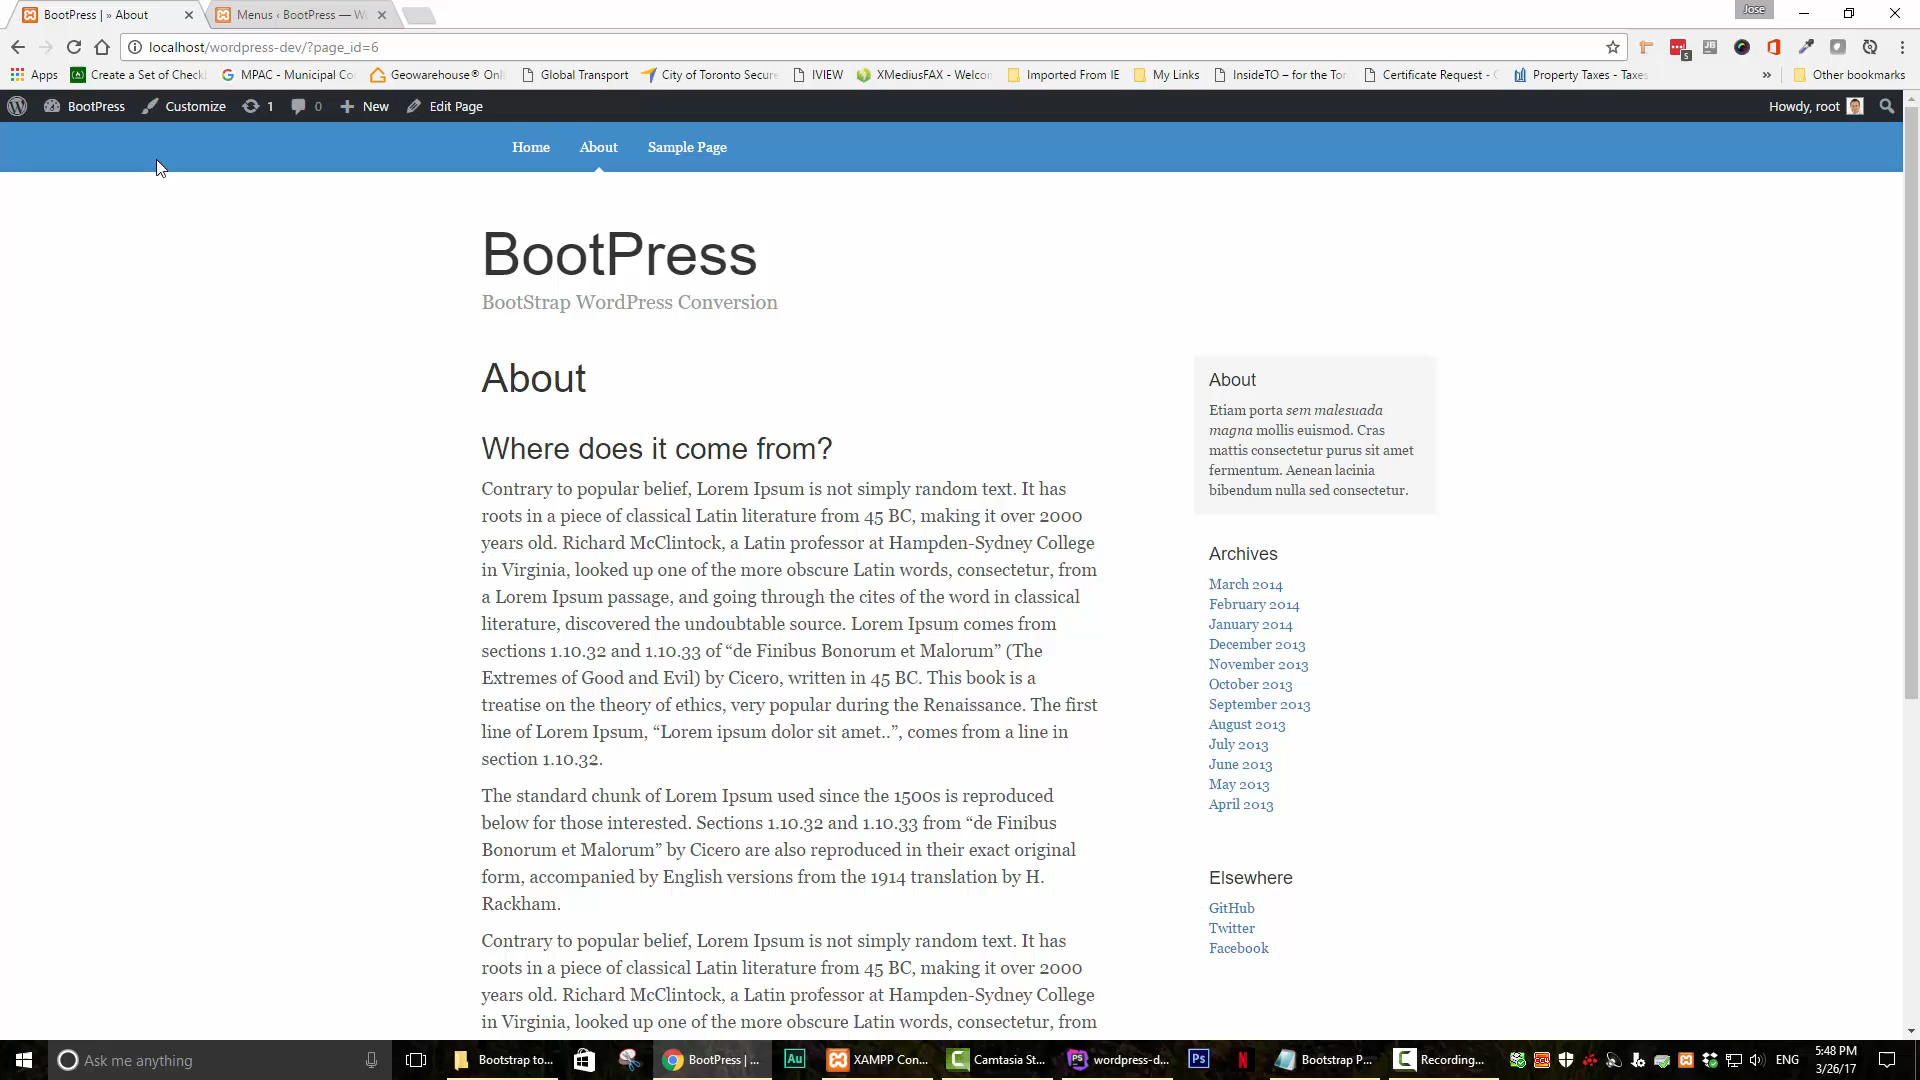 BootPress | » About
Menus ‹ BootPress — W
Jose
localhost/wordpress-dev/?page_id=6
5
Apps
Create a Set of Check
MPAC - Municipal Co
Geowarehouse® Onl
Global Transport
City of Toronto Secur
IVIEW
XMediusFAX - Welcom
Imported From IE
My Links
InsideTO – for the To
Certificate Request -
Property Taxes - Taxes
»
Other bookmarks
BootPress
Customize
1
0
New
Edit Page
Howdy, root
Home
About
Sample Page
BootPress
BootStrap WordPress Conversion
About
Where does it come from?
Contrary to popular belief, Lorem Ipsum is not simply random text. It has
roots in a piece of classical Latin literature from 45 BC, making it over 2000
years old. Richard McClintock, a Latin professor at Hampden-Sydney College
in Virginia, looked up one of the more obscure Latin words, consectetur, from
a Lorem Ipsum passage, and going through the cites of the word in classical
literature, discovered the undoubtable source. Lorem Ipsum comes from
sections 1.10.32 and 1.10.33 of “de Finibus Bonorum et Malorum” (The
Extremes of Good and Evil) by Cicero, written in 45 BC. This book is a
treatise on the theory of ethics, very popular during the Renaissance. The first
line of Lorem Ipsum, “Lorem ipsum dolor sit amet..”, comes from a line in
section 1.10.32.
The standard chunk of Lorem Ipsum used since the 1500s is reproduced
below for those interested. Sections 1.10.32 and 1.10.33 from “de Finibus
Bonorum et Malorum” by Cicero are also reproduced in their exact original
form, accompanied by English versions from the 1914 translation by H.
Rackham.
Contrary to popular belief, Lorem Ipsum is not simply random text. It has
roots in a piece of classical Latin literature from 45 BC, making it over 2000
years old. Richard McClintock, a Latin professor at Hampden-Sydney College
in Virginia, looked up one of the more obscure Latin words, consectetur, from
About
Etiam porta sem malesuada
magna mollis euismod. Cras
mattis consectetur purus sit amet
fermentum. Aenean lacinia
bibendum nulla sed consectetur.
Archives
March 2014
February 2014
January 2014
December 2013
November 2013
October 2013
September 2013
August 2013
July 2013
June 2013
May 2013
April 2013
Elsewhere
GitHub
Twitter
Facebook
Ask me anything
Bootstrap to...
BootPress | ...
Au
XAMPP Con...
Camtasia St...
PS
wordpress-d...
Ps
N
Bootstrap P...
Recording...
ENG
5:48 PM
3/26/17